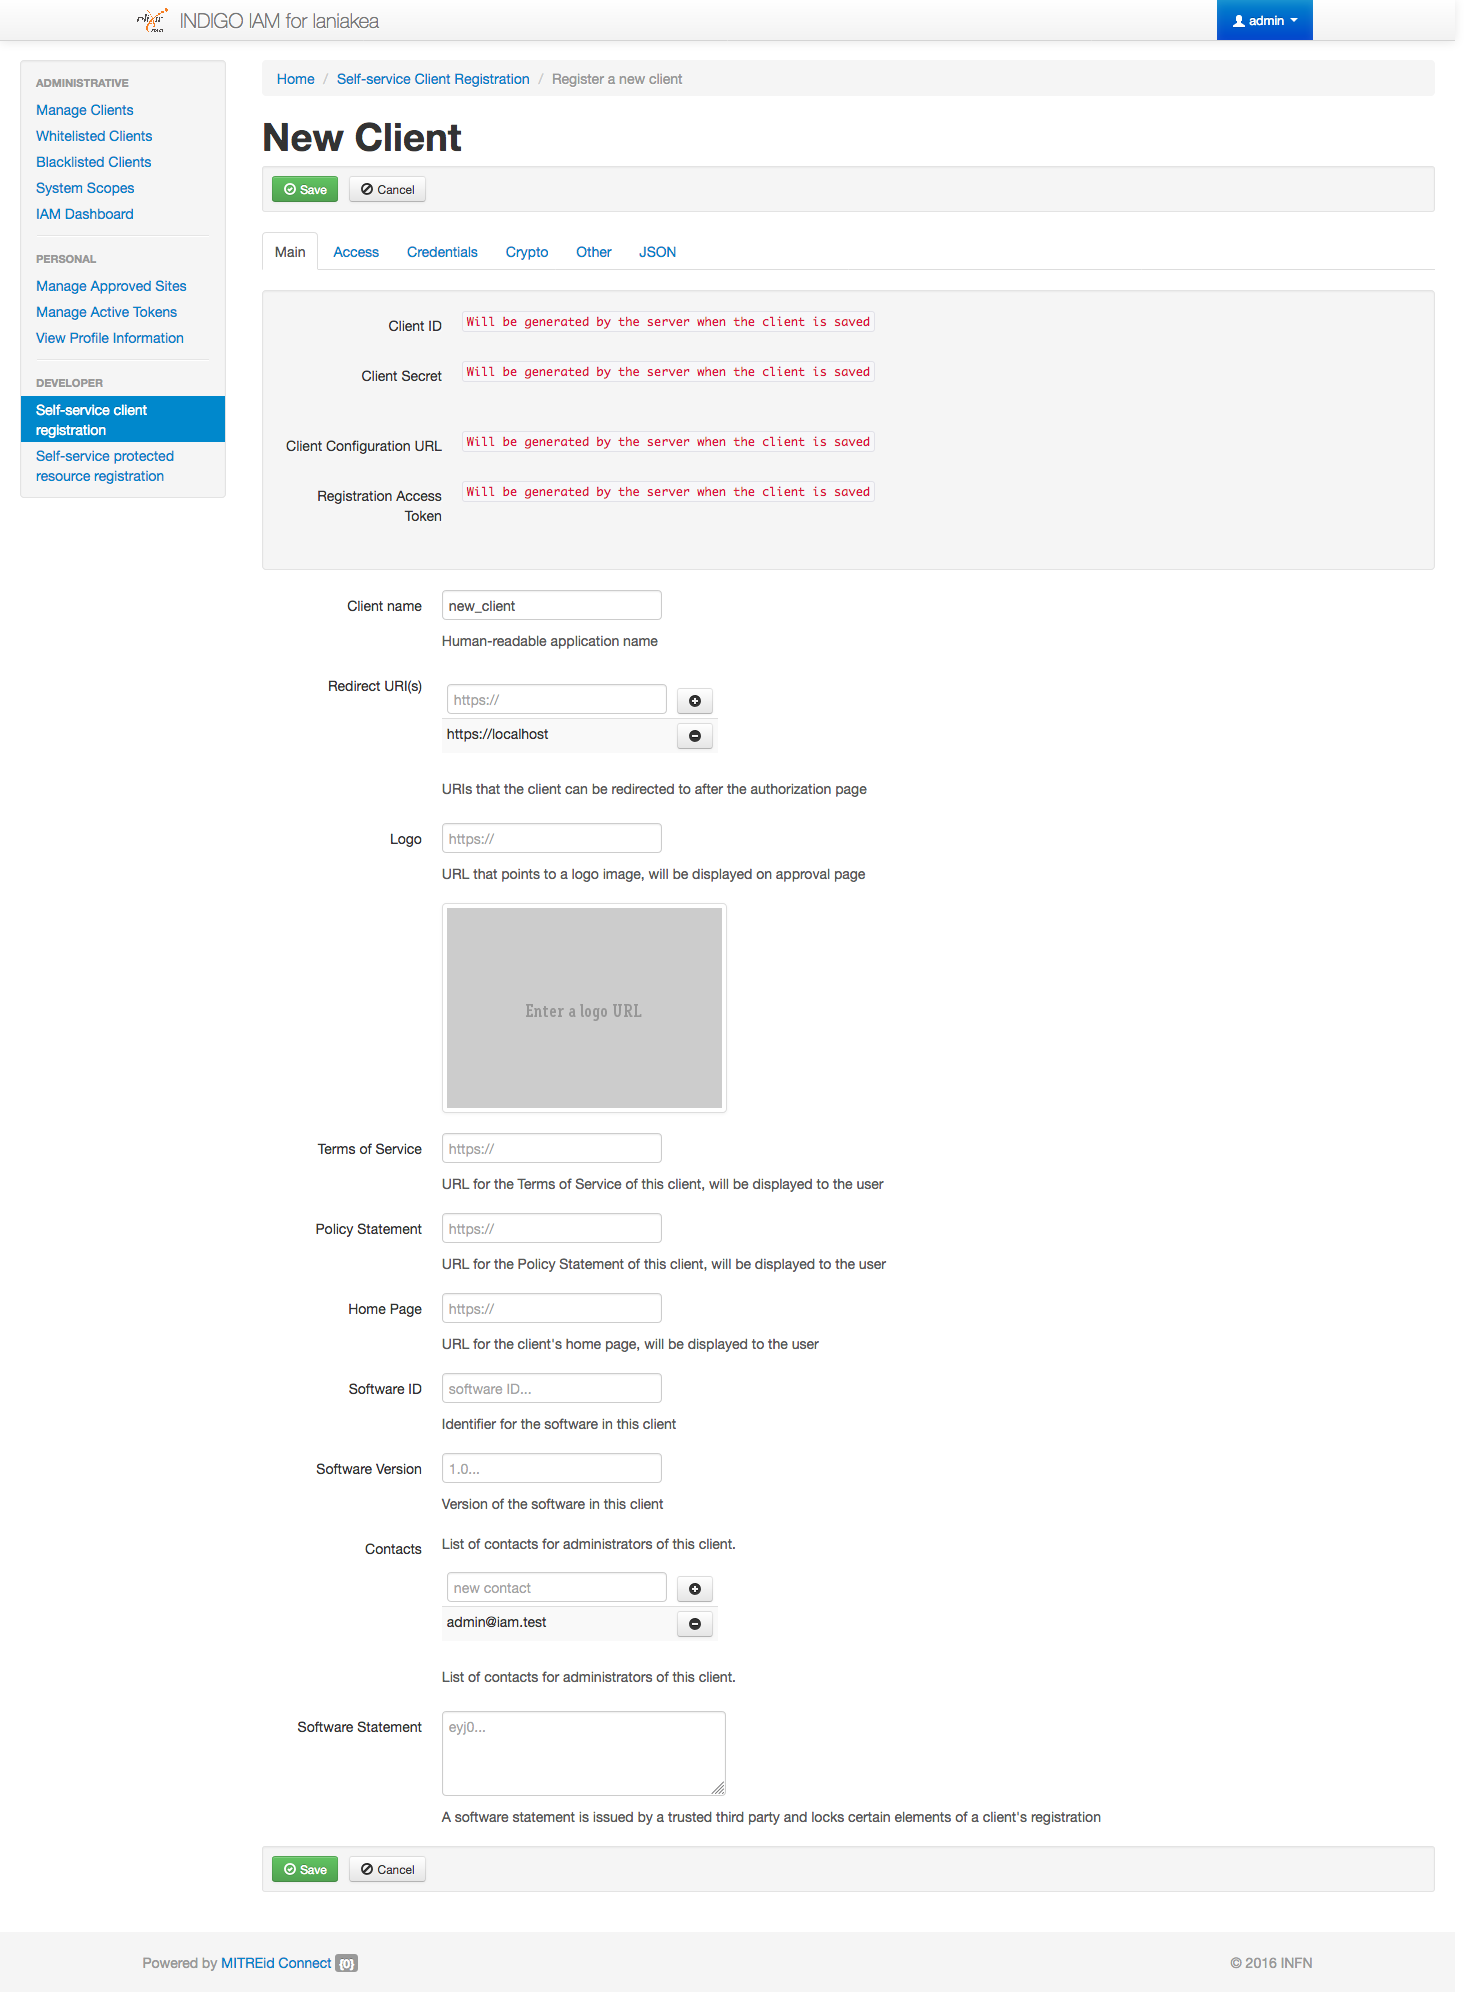 elixir
INDIGO IAM for laniakea
admin
ADMINISTRATIVE
Manage Clients
Whitelisted Clients
Blacklisted Clients
System Scopes
IAM Dashboard
PERSONAL
Manage Approved Sites
Manage Active Tokens
View Profile Information
DEVELOPER
Self-service client
registration
Self-service protected
resource registration
Home / Self-service Client Registration / Register a new client
New Client
Save Cancel
Main Access Credentials Crypto Other JSON
Client ID Will be generated by the server when the client is saved
Client Secret Will be generated by the server when the client is saved
Client Configuration URL Will be generated by the server when the client is saved
Registration Access Will be generated by the server when the client is saved
Token
Client name new_client
Human-readable application name
Redirect URI(s) https://
https://localhost
URIs that the client can be redirected to after the authorization page
Logo https://
URL that points to a logo image, will be displayed on approval page
Enter a logo URL
Terms of Service https://
URL for the Terms of Service of this client, will be displayed to the user
Policy Statement https://
URL for the Policy Statement of this client, will be displayed to the user
Home Page https://
URL for the client's home page, will be displayed to the user
Software ID software ID...
Identifier for the software in this client
Software Version 1.0...
Version of the software in this client
Contacts List of contacts for administrators of this client.
new contact
admin@iam.test
List of contacts for administrators of this client.
Software Statement eyj0...
A software statement is issued by a trusted third party and locks certain elements of a client's registration
Save Cancel
Powered by MITREid Connect {0}
© 2016 INFN